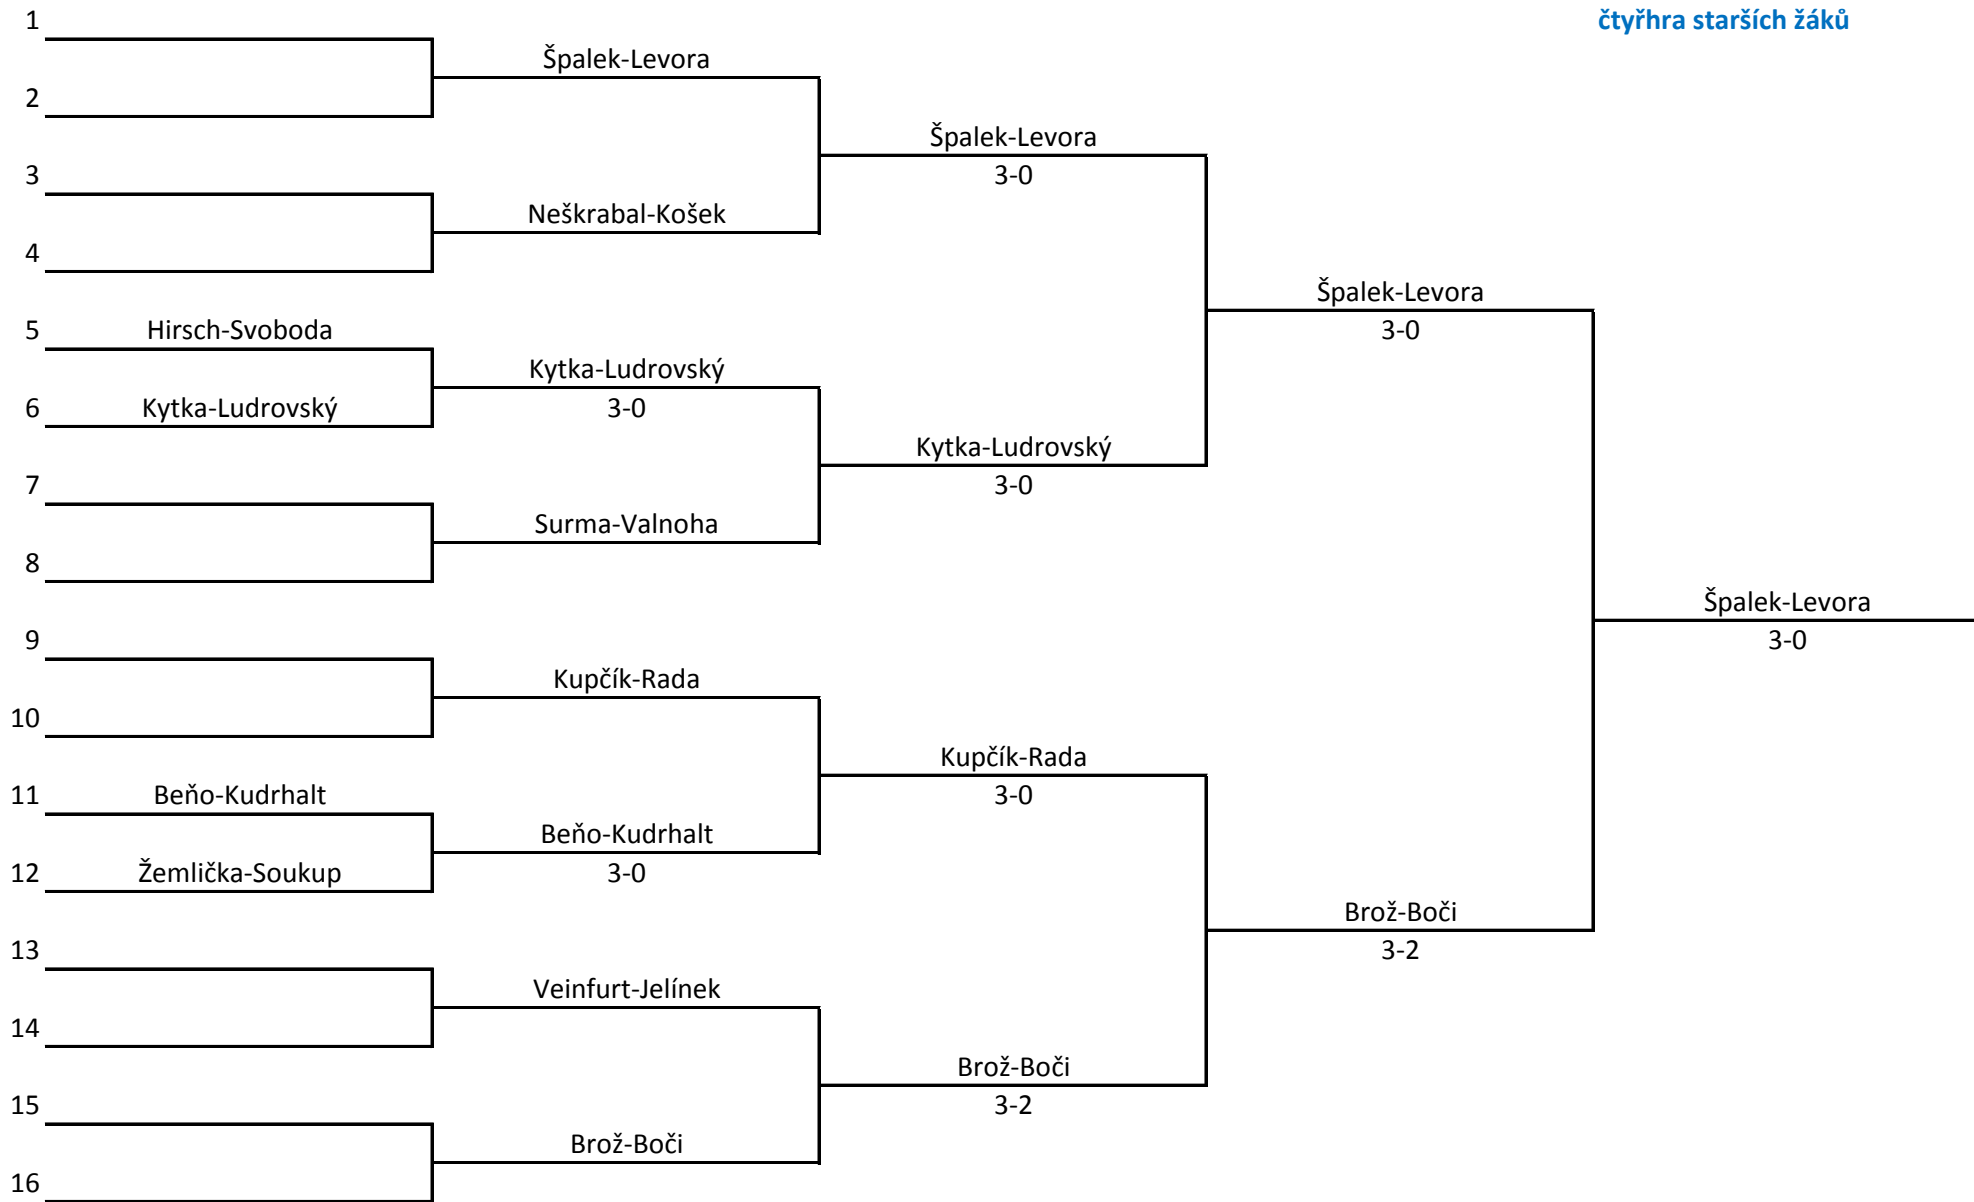 1
čtyřhra starších žáků
Špalek-Levora
2
Špalek-Levora
3
3-0
Neškrabal-Košek
4
Špalek-Levora
5
Hirsch-Svoboda
3-0
Kytka-Ludrovský
6
Kytka-Ludrovský
3-0
Kytka-Ludrovský
7
3-0
Surma-Valnoha
8
Špalek-Levora
9
3-0
Kupčík-Rada
10
Kupčík-Rada
11
Beňo-Kudrhalt
3-0
Beňo-Kudrhalt
12
Žemlička-Soukup
3-0
Brož-Boči
13
3-2
Veinfurt-Jelínek
14
Brož-Boči
15
3-2
Brož-Boči
16